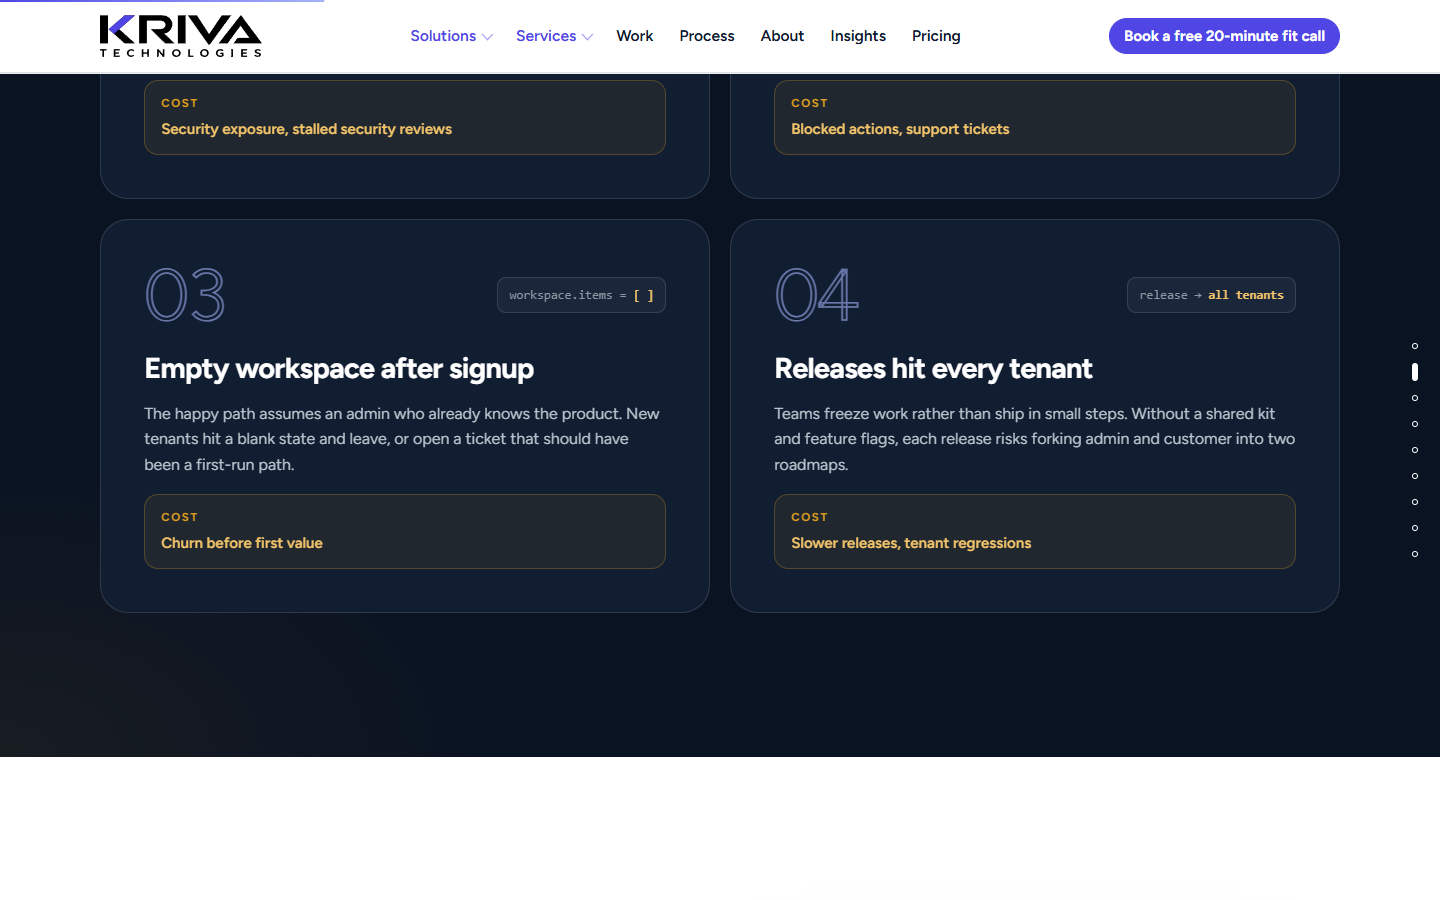 KRIVA
TECHNOLOGIES
Solutions
Services
Work
Process
About
Insights
Pricing
Book a free 20-minute fit call
COST
Security exposure, stalled security reviews
COST
Blocked actions, support tickets
03
workspace.items = [ ]
Empty workspace after signup
The happy path assumes an admin who already knows the product. New
tenants hit a blank state and leave, or open a ticket that should have
been a first-run path.
COST
Churn before first value
04
release → all tenants
Releases hit every tenant
Teams freeze work rather than ship in small steps. Without a shared kit
and feature flags, each release risks forking admin and customer into two
roadmaps.
COST
Slower releases, tenant regressions